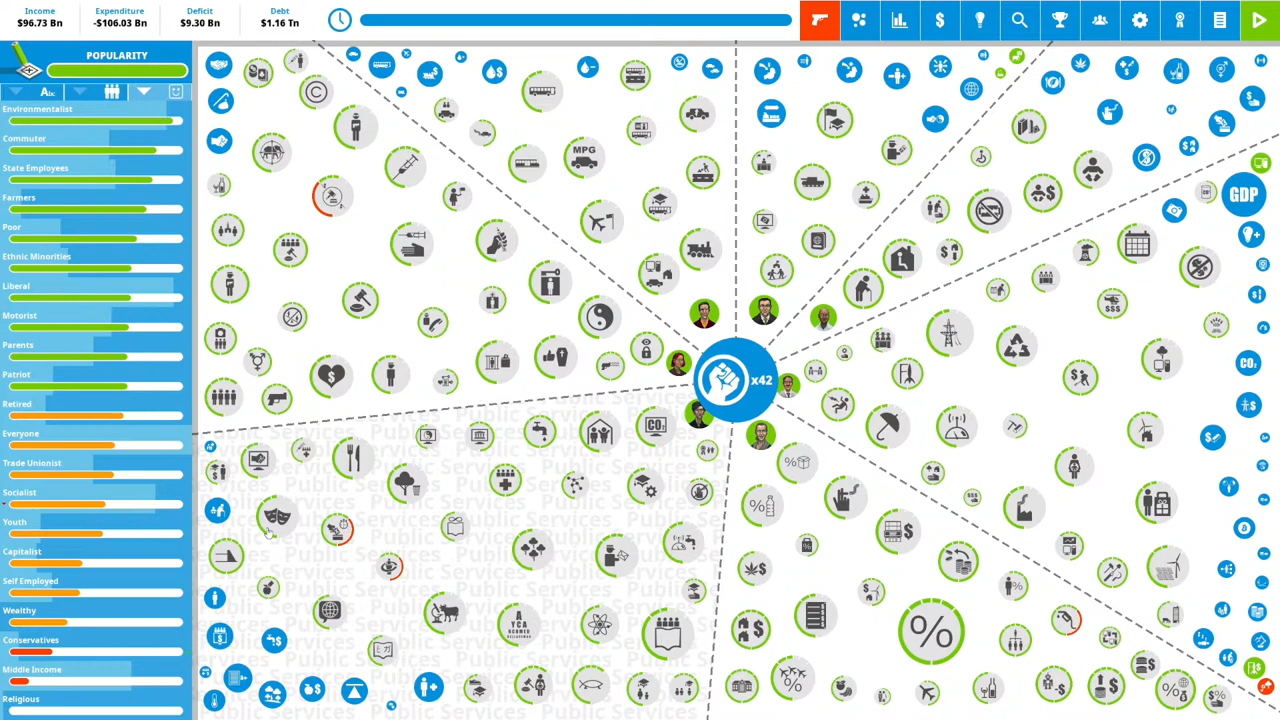 Income Expenditure Deficit Debt
$96.73 Bn -$106.03 Bn $9.30 Bn $1.16 Tn
POPULARITY
ABC
Environmentalist
Commuter
State Employees
Farmers
Poor
Ethnic Minorities
Liberal
Motorist
Parents
Patriot
Retired
Everyone
Trade Unionist
Socialist
Youth
Capitalist
Self Employed
Wealthy
Conservatives
Middle Income
Religious
MPG
GDP
x42
CO2
CO2
Public Services